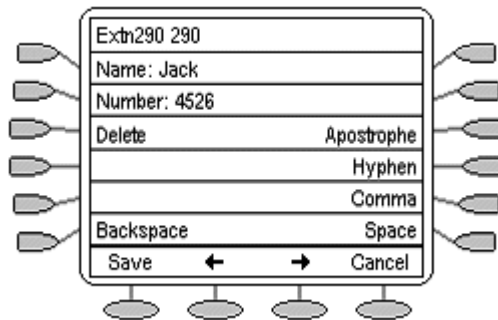 Extn290 290
Name: Jack
Number: 4526
Delete Apostrophe
Hyphen
Comma
Backspace Space
Save ← → Cancel